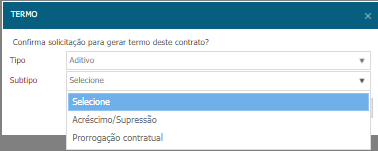 TERMO ×
Confirma solicitação para gerar termo deste contrato?
Tipo Aditivo
Subtipo Selecione
Selecione
Acréscimo/Supressão
Prorrogação contratual